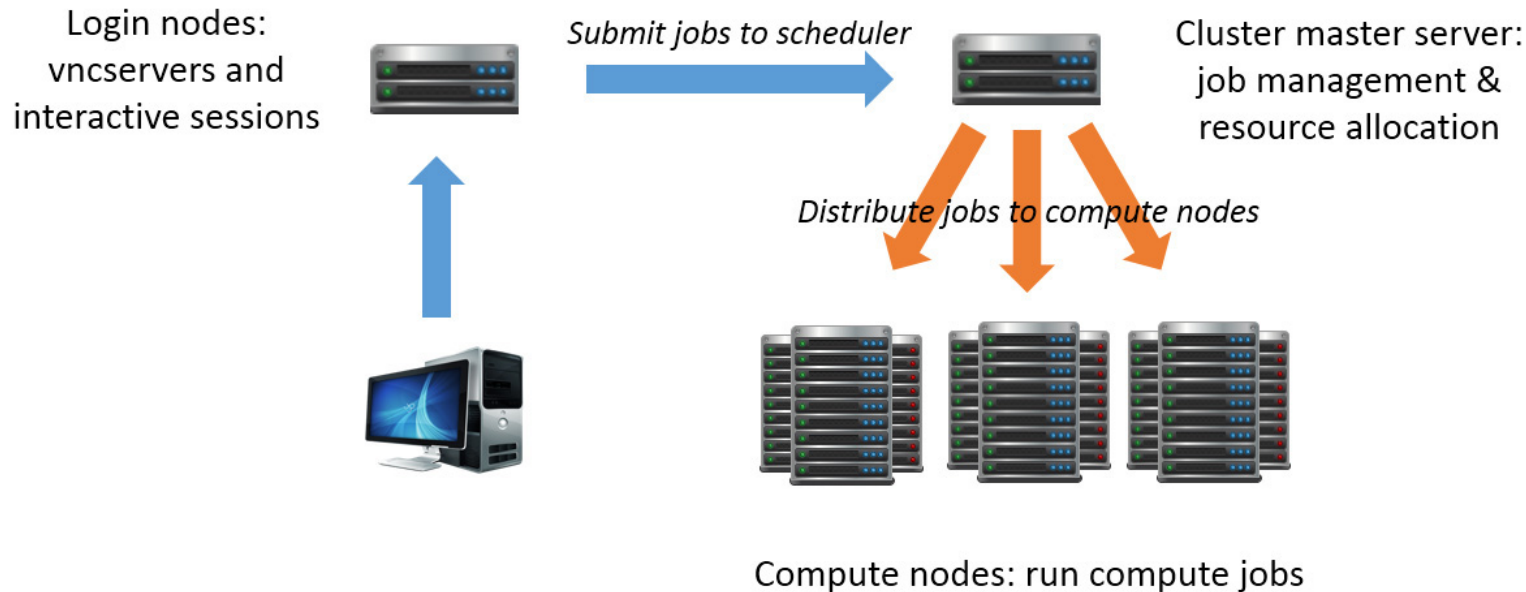 Login nodes:
vncservers and
interactive sessions
Submit jobs to scheduler
Cluster master server:
job management &
resource allocation
Distribute jobs to compute nodes
Compute nodes: run compute jobs